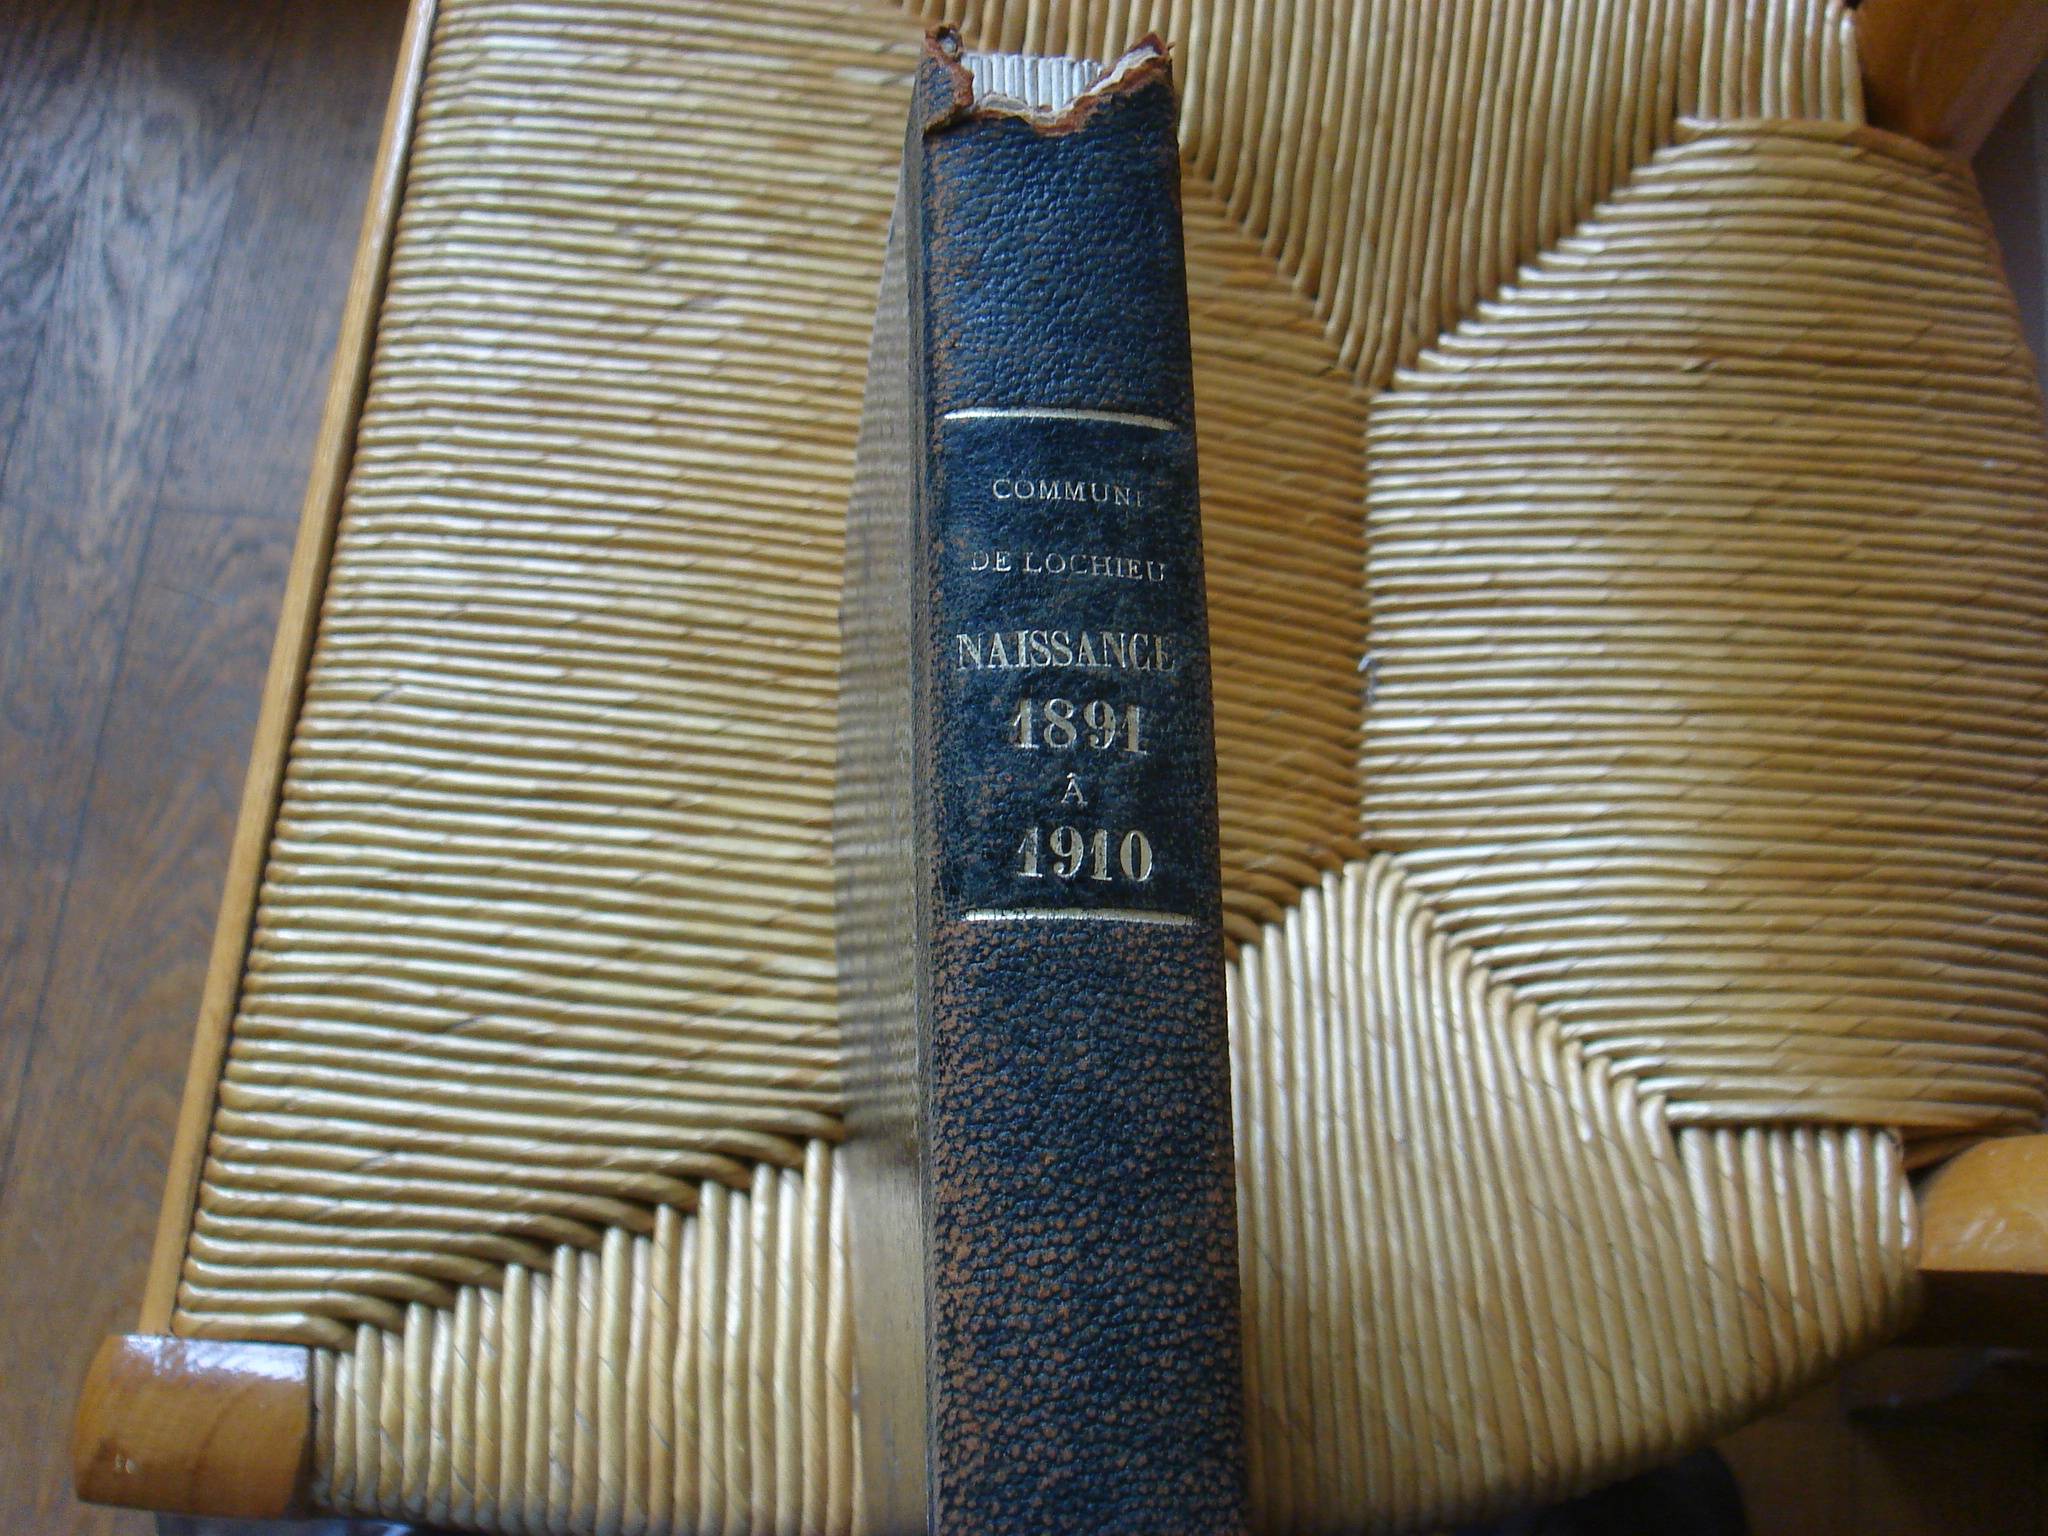 COMMUNE
DE LOCHIEU
NAISSANCE
1891
Â
1910